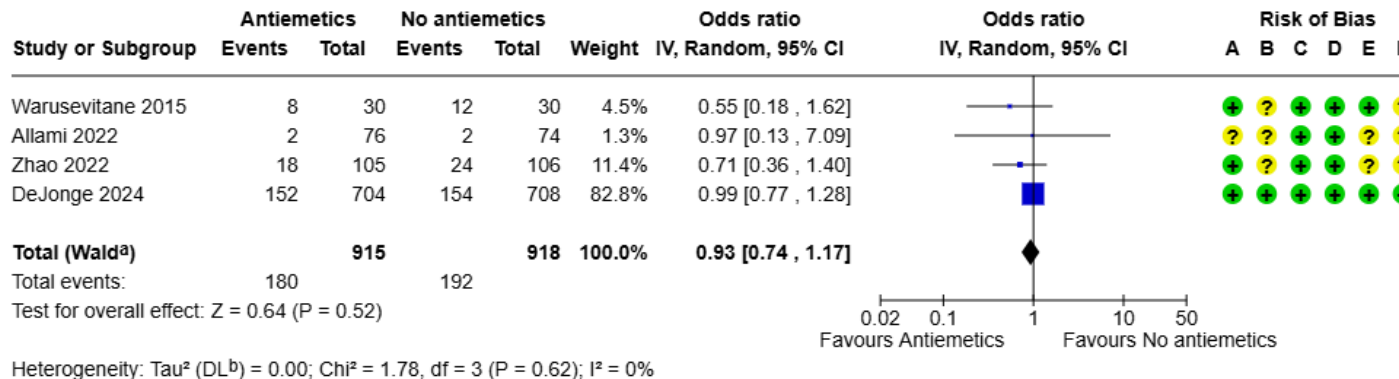 Antiemetics No antiemetics Odds ratio Odds ratio Risk of Bias
Study or Subgroup Events Total Events Total Weight IV, Random, 95% CI IV, Random, 95% CI A B C D E
Warusevitane 2015 8 30 12 30 4.5% 0.55 [0.18 , 1.62] + ? + + +
Allami 2022 2 76 2 74 1.3% 0.97 [0.13 , 7.09] ? ? + + ?
Zhao 2022 18 105 24 106 11.4% 0.71 [0.36 , 1.40] + ? + + ?
DeJonge 2024 152 704 154 708 82.8% 0.99 [0.77 , 1.28] + + + + +
Total (Waldᵃ) 915 918 100.0% 0.93 [0.74 , 1.17]
Total events: 180 192
Test for overall effect: Z = 0.64 (P = 0.52)
0.02 0.1 1 10 50
Favours Antiemetics Favours No antiemetics
Heterogeneity: Tau² (DLᵇ) = 0.00; Chi² = 1.78, df = 3 (P = 0.62); I² = 0%